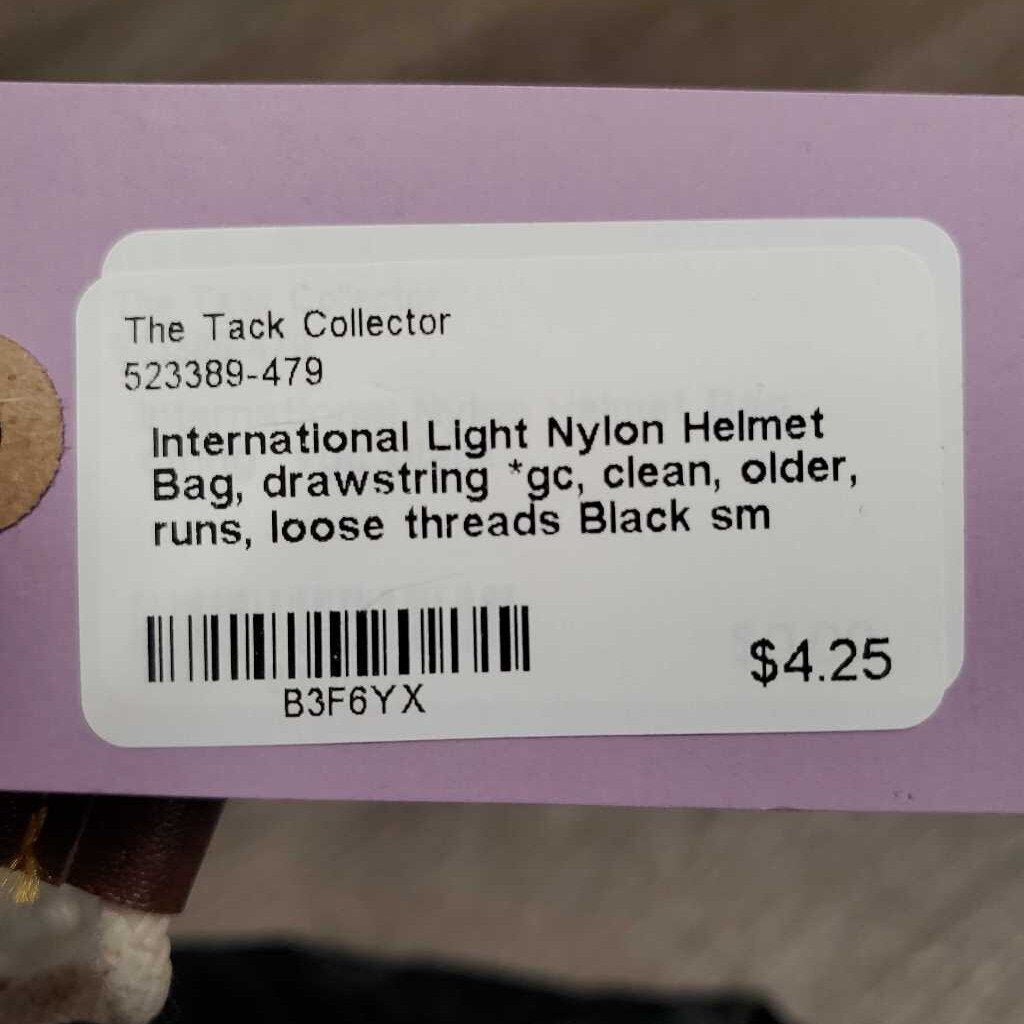 The Tack Collector
523389-479
International Light Nylon Helmet
Bag, drawstring *gc, clean, older,
runs, loose threads Black sm
B3F6YX
$4.25